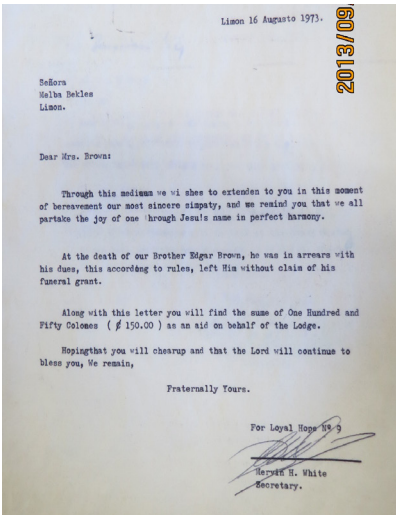 2013/09
Limon 16 Augasto 1973.
Señora
Melba Bekles
Limon.
Dear Mrs. Brown:
Through this medium we wi shes to extenden to you in this moment
of bereavement our most sincere simpaty, and we remind you that we all
partake the joy of one through Jesu's name in perfect harmony.
At the death of our Brother Edgar Brown, he was in arrears with
his dues, this according to rules, left Him without claim of his
funeral grant.
Along with this letter you will find the sume of One Hundred and
Fifty Colones ( ₡ 150.00 ) as an aid on behalf of the Lodge.
Hopingthat you will chearup and that the Lord will continue to
bless you, We remain,
Fraternally Yours.
For Loyal Hope Nº 9
Herwin H. White
Secretary.